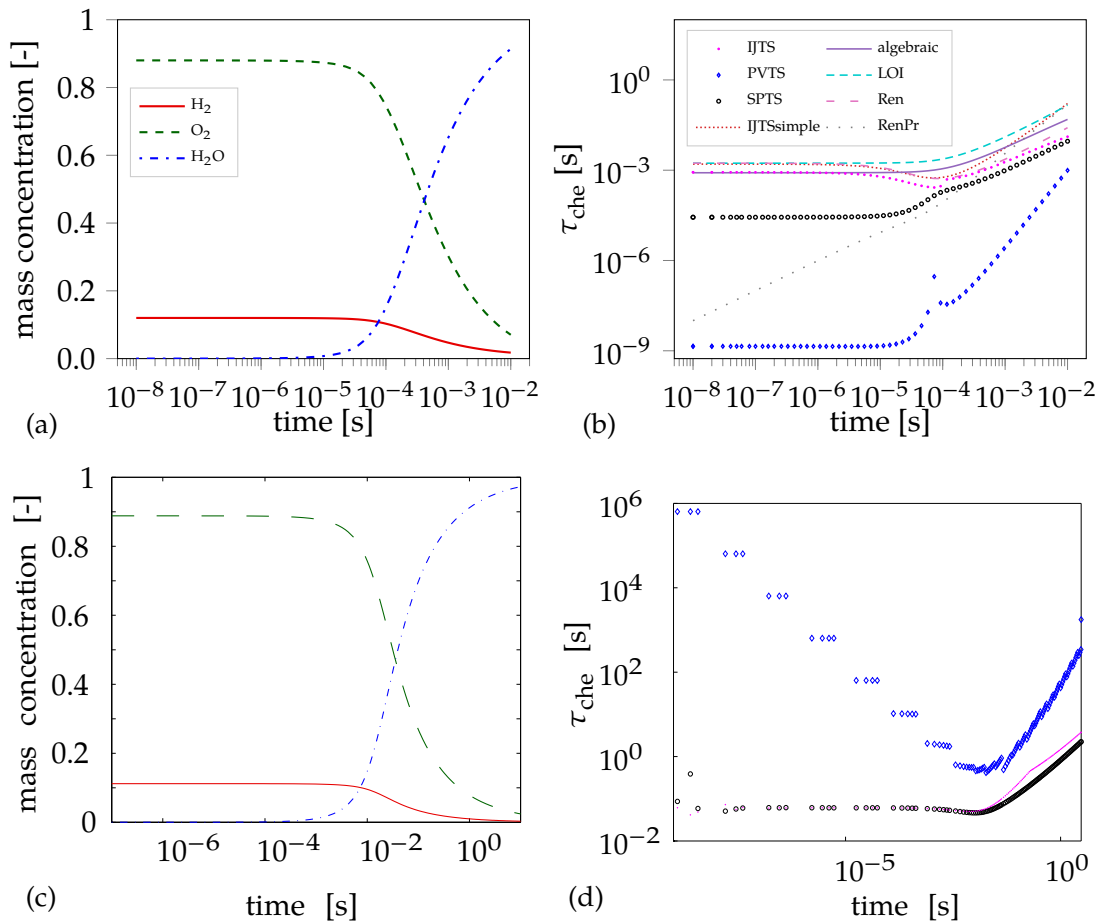 1
0.8
0.6
0.4
0.2
0.0
mass concentration [-]
H₂
O₂
H₂O
10⁻⁸ 10⁻⁷ 10⁻⁶ 10⁻⁵ 10⁻⁴ 10⁻³ 10⁻²
time [s]
(a)
IJTS algebraic
PVTS LOI
SPTS Ren
IJTSsimple RenPr
10⁰
10⁻³
10⁻⁶
10⁻⁹
τche [s]
10⁻⁸ 10⁻⁷ 10⁻⁶ 10⁻⁵ 10⁻⁴ 10⁻³ 10⁻²
time [s]
(b)
1
0.8
0.6
0.4
0.2
0
mass concentration [-]
10⁻⁶ 10⁻⁴ 10⁻² 10⁰
time [s]
(c)
10⁶
10⁴
10²
10⁰
10⁻²
τche [s]
10⁻⁵ 10⁰
time [s]
(d)